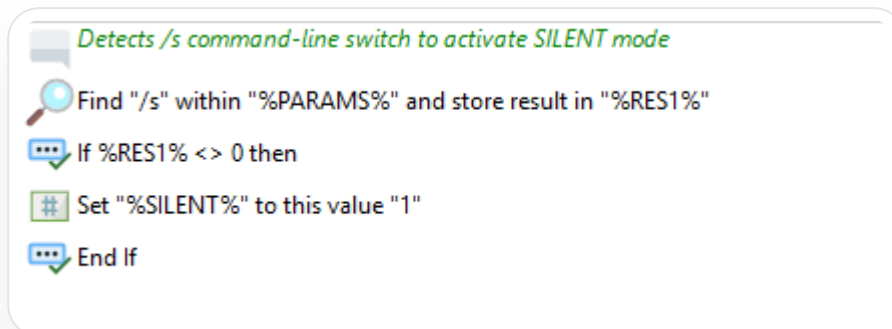 Detects /s command-line switch to activate SILENT mode
Find "/s" within "%PARAMS%" and store result in "%RES1%"
If %RES1% <> 0 then
Set "%SILENT%" to this value "1"
End If